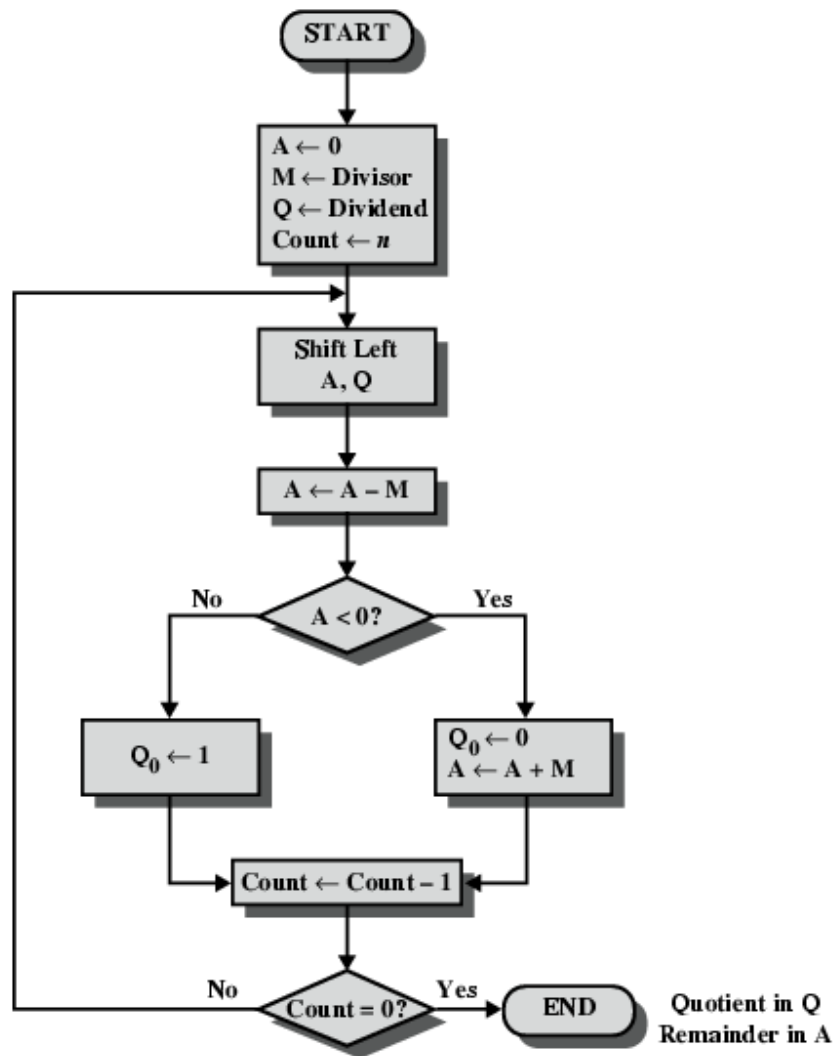 START
A ← 0
M ← Divisor
Q ← Dividend
Count ← n
Shift Left
A, Q
A ← A – M
No
A < 0?
Yes
Q₀ ← 1
Q₀ ← 0
A ← A + M
Count ← Count – 1
No
Count = 0?
Yes
END
Quotient in Q
Remainder in A